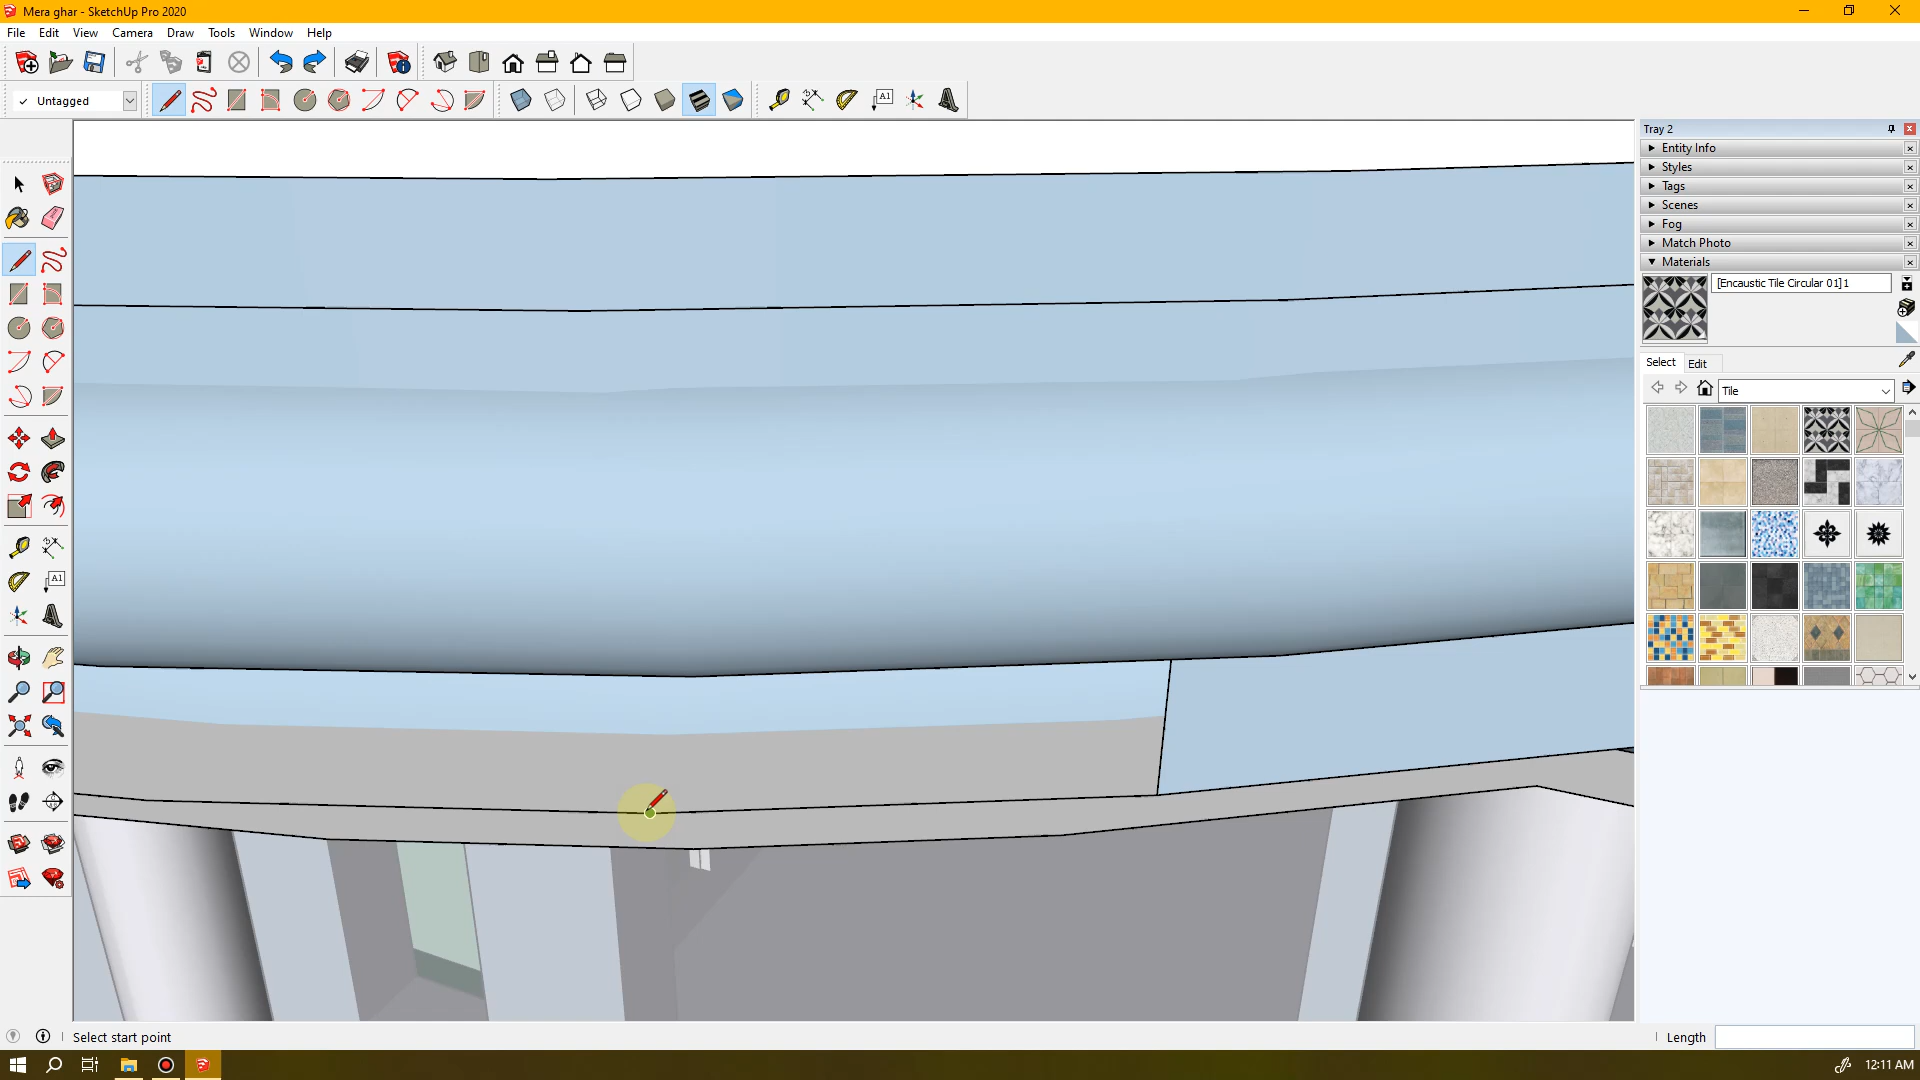 Mera ghar - SketchUp Pro 2020
File Edit View Camera Draw Tools Window Help
✓ Untagged
A1
Tray 2
Entity Info
Styles
Tags
Scenes
Fog
Match Photo
Materials
[Encaustic Tile Circular 01]1
Select Edit
Tile
A1
Select start point
Length
12:11 AM